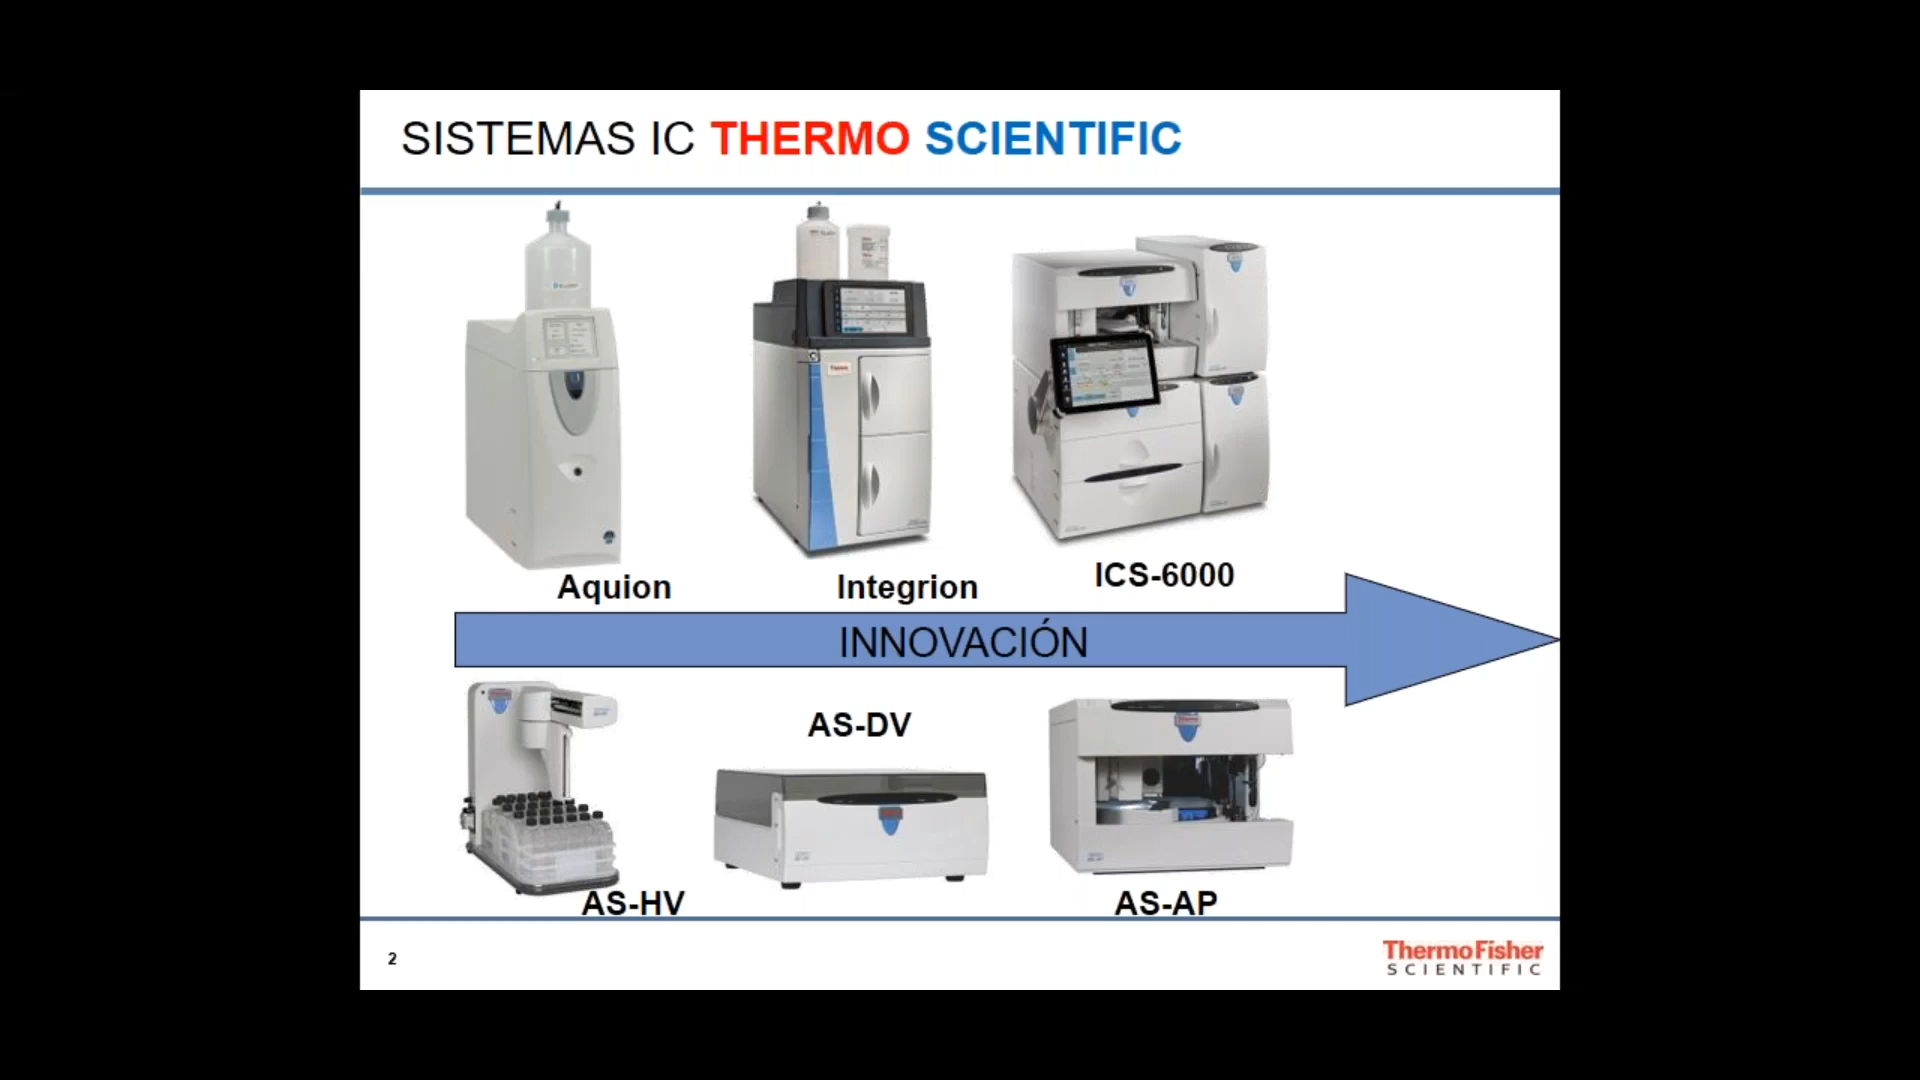 SISTEMAS IC THERMO SCIENTIFIC
Aquion
Integrion
ICS-6000
INNOVACIÓN
AS-HV
AS-DV
AS-AP
2
ThermoFisher
SCIENTIFIC